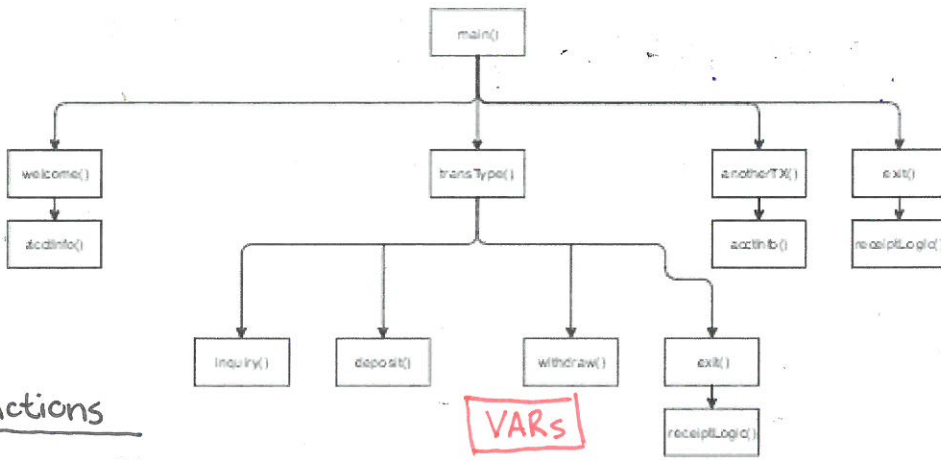 main()
welcome() transType() anotherTX() exit()
acctInfo() acctInfo() receiptLogic()
inquiry() deposit() withdraw() exit()
ctions VARs
receiptLogic()